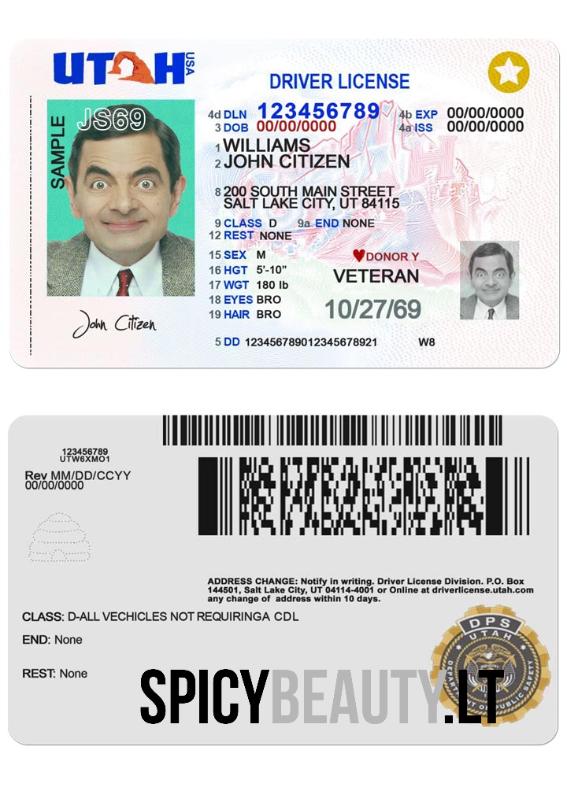 UTAH USA
DRIVER LICENSE
SAMPLE
JS69
4d DLN 123456789 4b EXP 00/00/0000
3 DOB 00/00/0000 4a ISS 00/00/0000
1 WILLIAMS
2 JOHN CITIZEN
8 200 SOUTH MAIN STREET
SALT LAKE CITY, UT 84115
9 CLASS D 9a END NONE
12 REST NONE
15 SEX M ♥DONOR Y
16 HGT 5'-10"
VETERAN
17 WGT 180 lb
18 EYES BRO
19 HAIR BRO
10/27/69
John Citizen
5 DD 123456789012345678921 W8
123456789
UTW6XMO1
Rev MM/DD/CCYY
00/00/0000
ADDRESS CHANGE: Notify in writing. Driver License Division. P.O. Box
144501, Salt Lake City, UT 04114-4001 or Online at driverlicense.utah.com
any change of address within 10 days.
CLASS: D-ALL VECHICLES NOT REQUIRINGA CDL
END: None
REST: None
DPS
UTAH
DEPARTMENT OF PUBLIC SAFETY
SPICYBEAUTY.LT